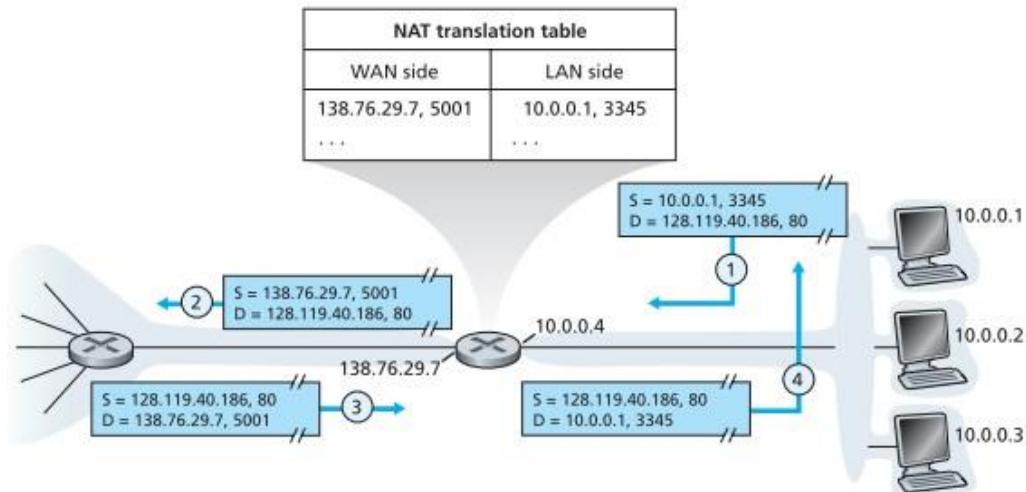 NAT translation table
WAN side LAN side
138.76.29.7, 5001 10.0.0.1, 3345
. . . . . .
S = 10.0.0.1, 3345
D = 128.119.40.186, 80
10.0.0.1
1
2
S = 138.76.29.7, 5001
D = 128.119.40.186, 80
10.0.0.4
10.0.0.2
138.76.29.7
4
S = 128.119.40.186, 80
D = 138.76.29.7, 5001
3
S = 128.119.40.186, 80
D = 10.0.0.1, 3345
10.0.0.3